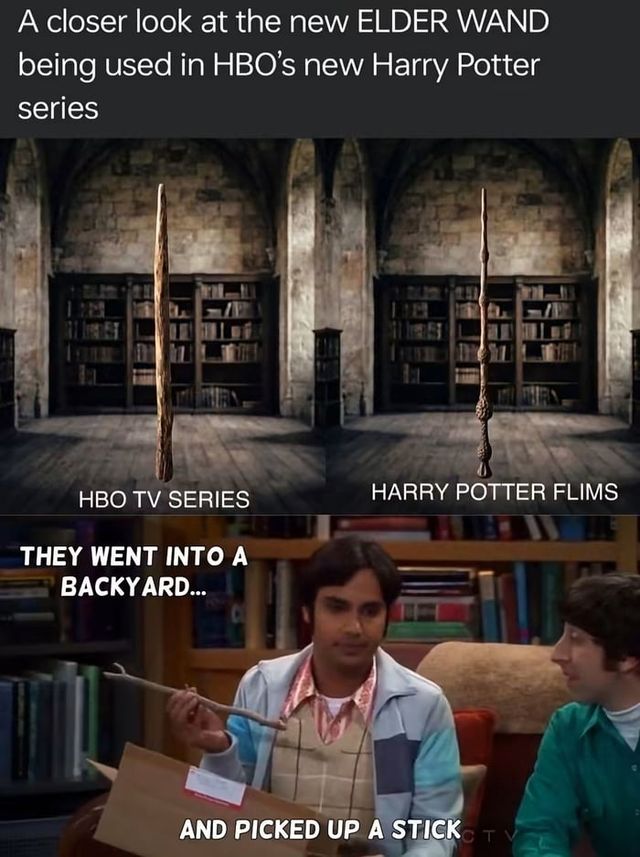 A closer look at the new ELDER WAND
being used in HBO’s new Harry Potter
series
HBO TV SERIES
HARRY POTTER FLIMS
THEY WENT INTO A
BACKYARD...
AND PICKED UP A STICK
CTV